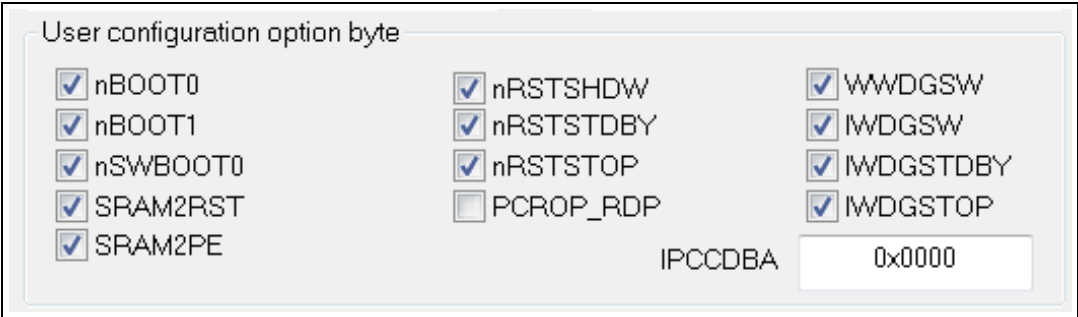 User configuration option byte
nBOOT0
nBOOT1
nSWBOOT0
SRAM2RST
SRAM2PE
nRSTSHDW
nRSTSTDBY
nRSTSTOP
PCROP_RDP
WWDGSW
IWDGSW
IWDGSTDBY
IWDGSTOP
IPCCDBA 0x0000